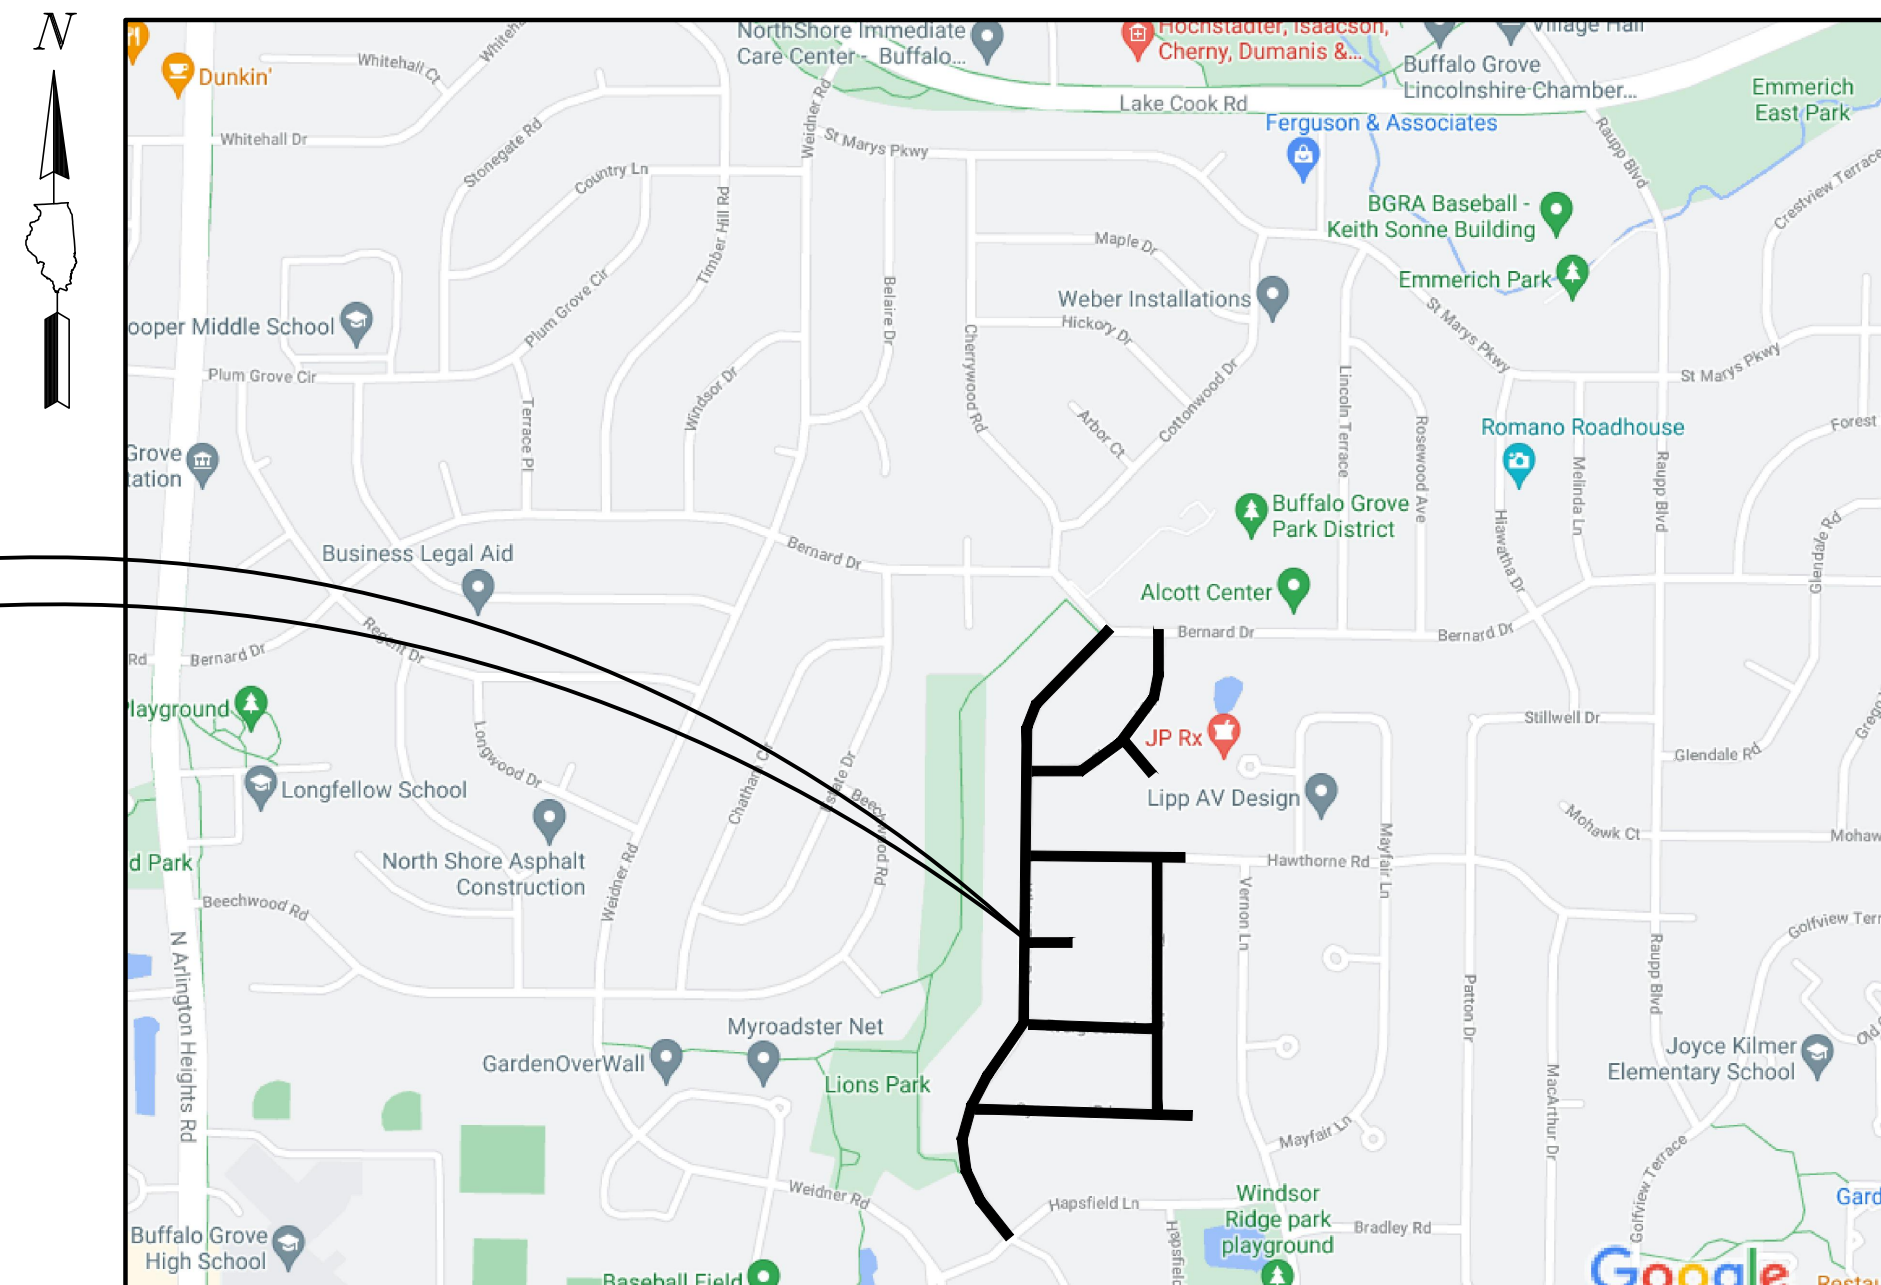 N
Whitehall Ct
Dunkin'
Whitehall Dr
Stonegate Rd
Country Ln
Timber Hill Rd
Weidner Rd
NorthShore Immediate
Care Center - Buffalo...
Hochstadter, Isaacson,
Cherny, Dumanis &...
Village Hall
Buffalo Grove
Lincolnshire Chamber...
Emmerich
East Park
Lake Cook Rd
Ferguson & Associates
St Marys Pkwy
Raupp Blvd
Crestview Terrace
BGRA Baseball -
Keith Sonne Building
Maple Dr
Emmerich Park
Weber Installations
Hickory Dr
Belaire Dr
Cherrywood Rd
Plum Grove Cir
ooper Middle School
Plum Grove Cir
Windsor Dr
Terrace Pl
Arbor Ct
Cottonwood Dr
Lincoln Terrace
Rosewood Ave
St Marys Pkwy
St Marys Pkwy
Romano Roadhouse
Forest
Melinda Ln
Raupp Blvd
Hiawatha Dr
Glendale Rd
Grove
tation
Buffalo Grove
Park District
Business Legal Aid
Bernard Dr
Alcott Center
Bernard Dr
Bernard Dr
Rd
Bernard Dr
Regent Dr
layground
Longwood Dr
Chatham C
Estate Dr
Beechwood Rd
JP Rx
Stillwell Dr
Glendale Rd
Longfellow School
Lipp AV Design
Mohawk Ct
Mohaw
Mayfair Ln
d Park
North Shore Asphalt
Construction
Weidner Rd
Hawthorne Rd
Vernon Ln
Beechwood Rd
Golfview Terr
N Arlington Heights Rd
Raupp Blvd
Patton Dr
Myroadster Net
GardenOverWall
Lions Park
Joyce Kilmer
Elementary School
MacArthur Dr
Mayfair Ln
Golfview Terrace
Weidner Rd
Hapsfield Ln
Hapsfield
Windsor
Ridge park
playground
Bradley Rd
Gard
Buffalo Grove
High School
Baseball Field
Google
Resta